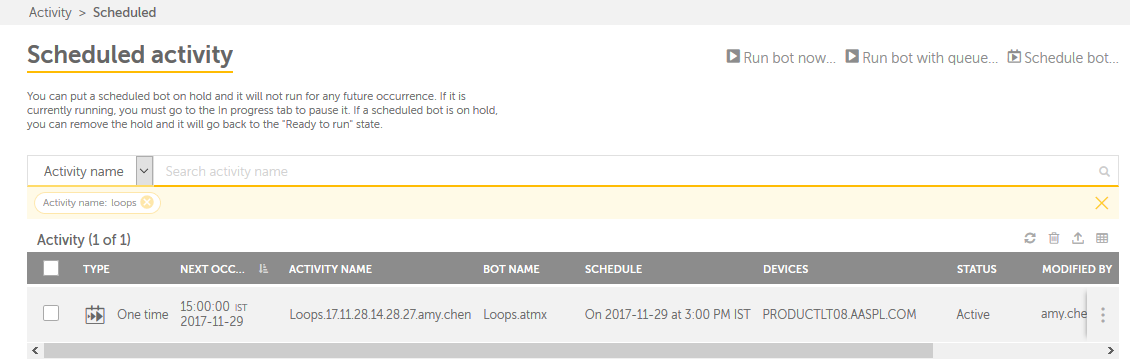 Activity > Scheduled
Scheduled activity
Run bot now... Run bot with queue... Schedule bot...
You can put a scheduled bot on hold and it will not run for any future occurrence. If it is
currently running, you must go to the In progress tab to pause it. If a scheduled bot is on hold,
you can remove the hold and it will go back to the "Ready to run" state.
Activity name Search activity name
Activity name: loops
Activity (1 of 1)
TYPE NEXT OCC... ACTIVITY NAME BOT NAME SCHEDULE DEVICES STATUS MODIFIED BY
One time 15:00:00 IST Loops.17.11.28.14.28.27.amy.chen Loops.atmx On 2017-11-29 at 3:00 PM IST PRODUCTLT08.AASPL.COM Active amy.che
2017-11-29